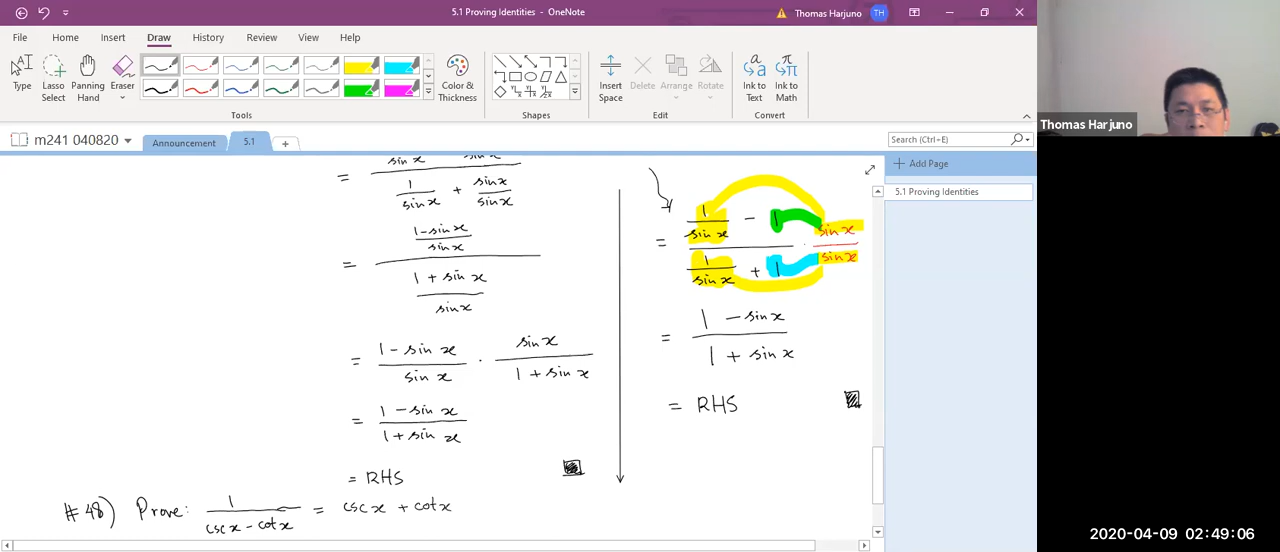 5.1 Proving Identities - OneNote
Thomas Harjuno TH
File Home Insert Draw History Review View Help
Type Lasso Select Panning Hand Eraser
Color & Thickness
Insert Space Delete Arrange Rotate
Ink to Text Ink to Math
Tools Shapes Edit Convert
Thomas Harjuno
m241 040820 Announcement 5.1
Search (Ctrl+E)
Add Page
5.1 Proving Identities
sin x sin x
= 1/sin x + sin x/sin x
= (1 - sin x)/sin x
(1 + sin x)/sin x
= (1 - sin x)/sin x · sin x/(1 + sin x)
= (1 - sin x)/(1 + sin x)
= RHS
= 1/sin x - 1 · sin x
1/sin x + 1 sin x
= (1 - sin x)/(1 + sin x)
= RHS
#48) Prove: 1/(csc x - cot x) = csc x + cot x
2020-04-09 02:49:06